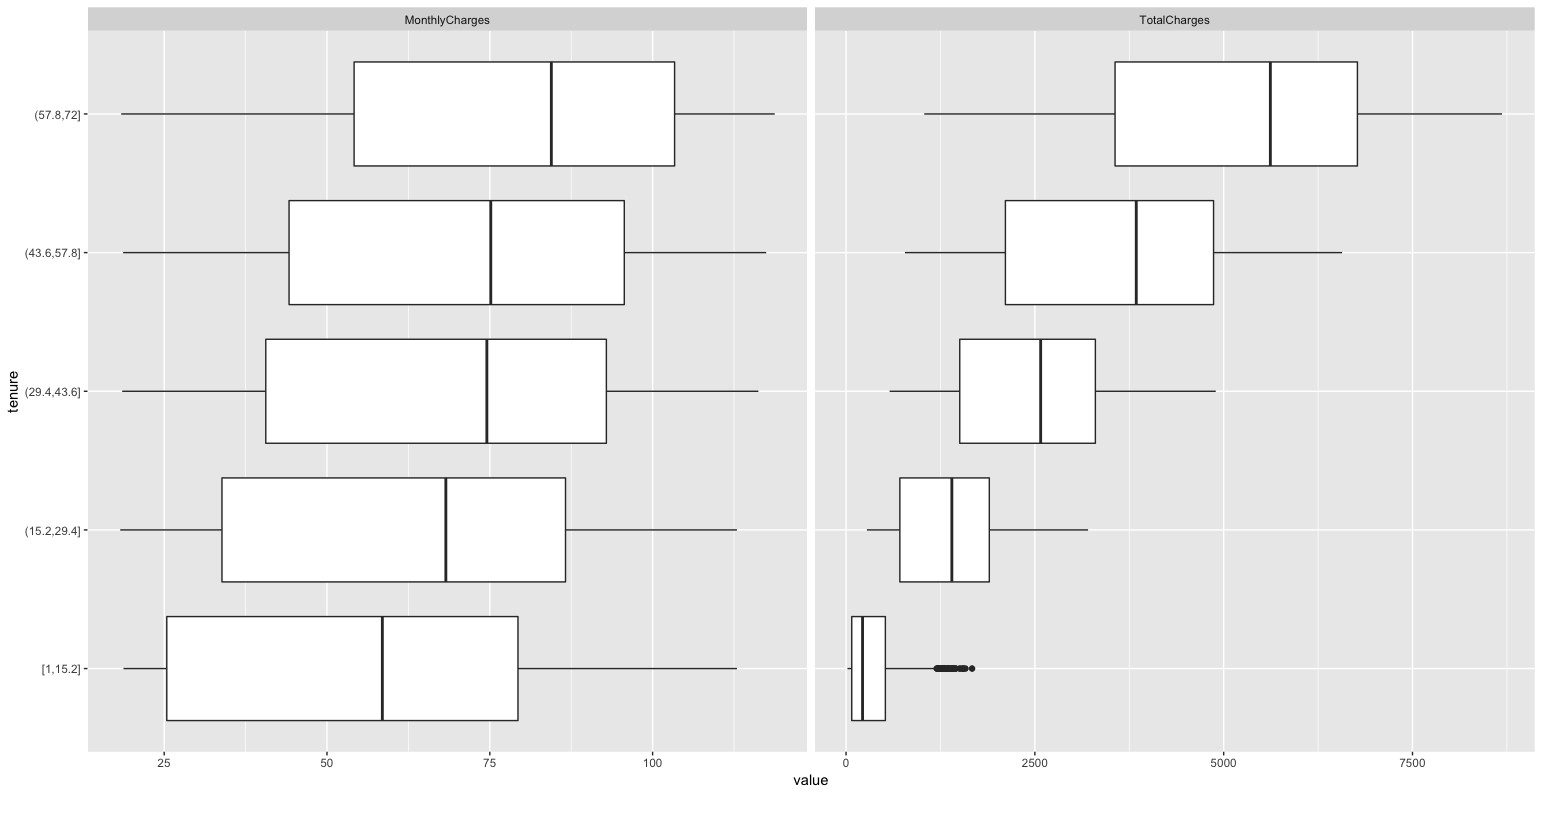 MonthlyCharges
TotalCharges
(57.8,72]
(43.6,57.8]
(29.4,43.6]
(15.2,29.4]
[1,15.2]
tenure
25 50 75 100
0 2500 5000 7500
value